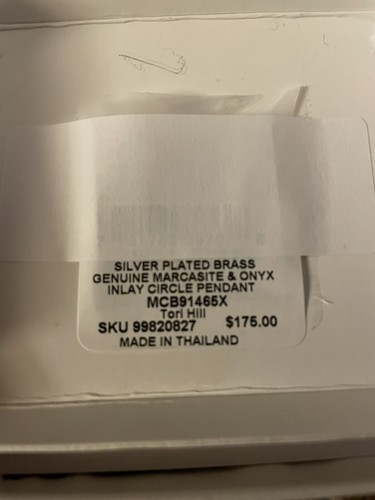 SILVER PLATED BRASS
GENUINE MARCASITE & ONYX
INLAY CIRCLE PENDANT
MCB91465X
Tori Hill
SKU 99820827 $175.00
MADE IN THAILAND